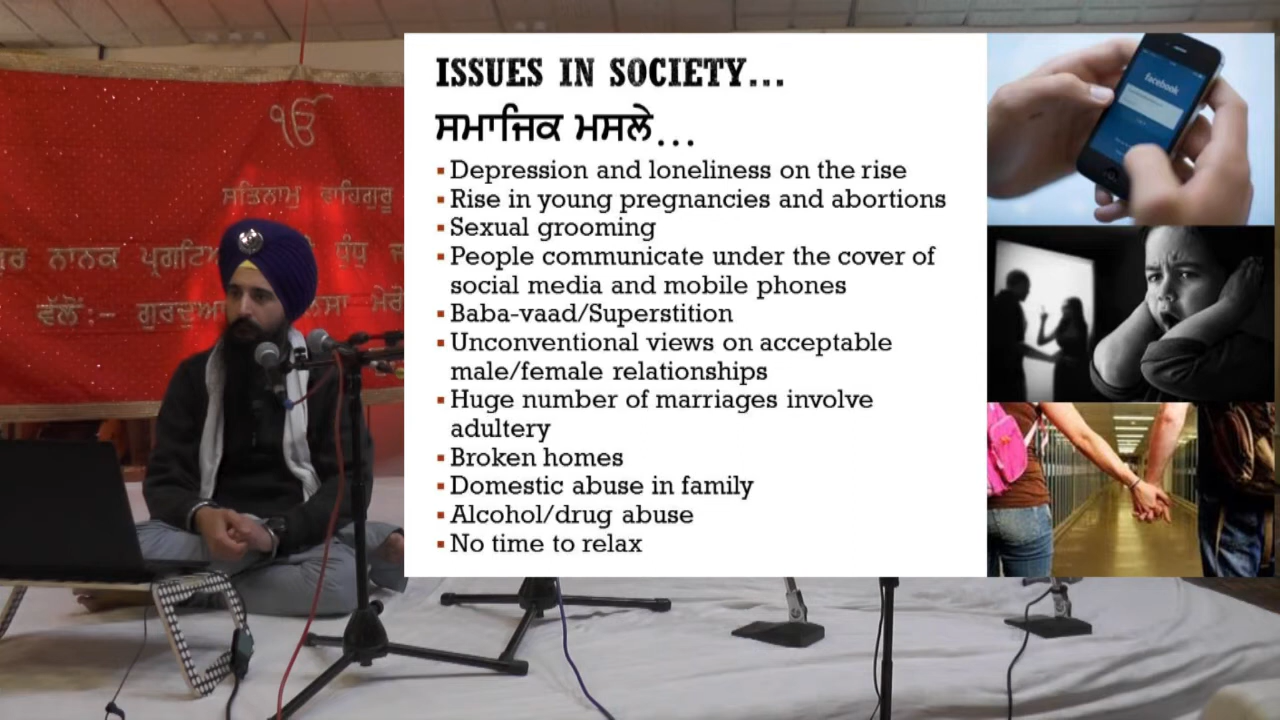 ISSUES IN SOCIETY...
ਸਮਾਜਿਕ ਮਸਲੇ...
▪ Depression and loneliness on the rise
▪ Rise in young pregnancies and abortions
▪ Sexual grooming
▪ People communicate under the cover of
social media and mobile phones
▪ Baba-vaad/Superstition
▪ Unconventional views on acceptable
male/female relationships
▪ Huge number of marriages involve
adultery
▪ Broken homes
▪ Domestic abuse in family
▪ Alcohol/drug abuse
▪ No time to relax
facebook
ੴ
ਸਤਿਨਾਮੁ ਵਾਹਿਗੁਰੂ
ਨਾਨਕ ਧੁੰਧੁ
ਵੱਲੋਂ :-